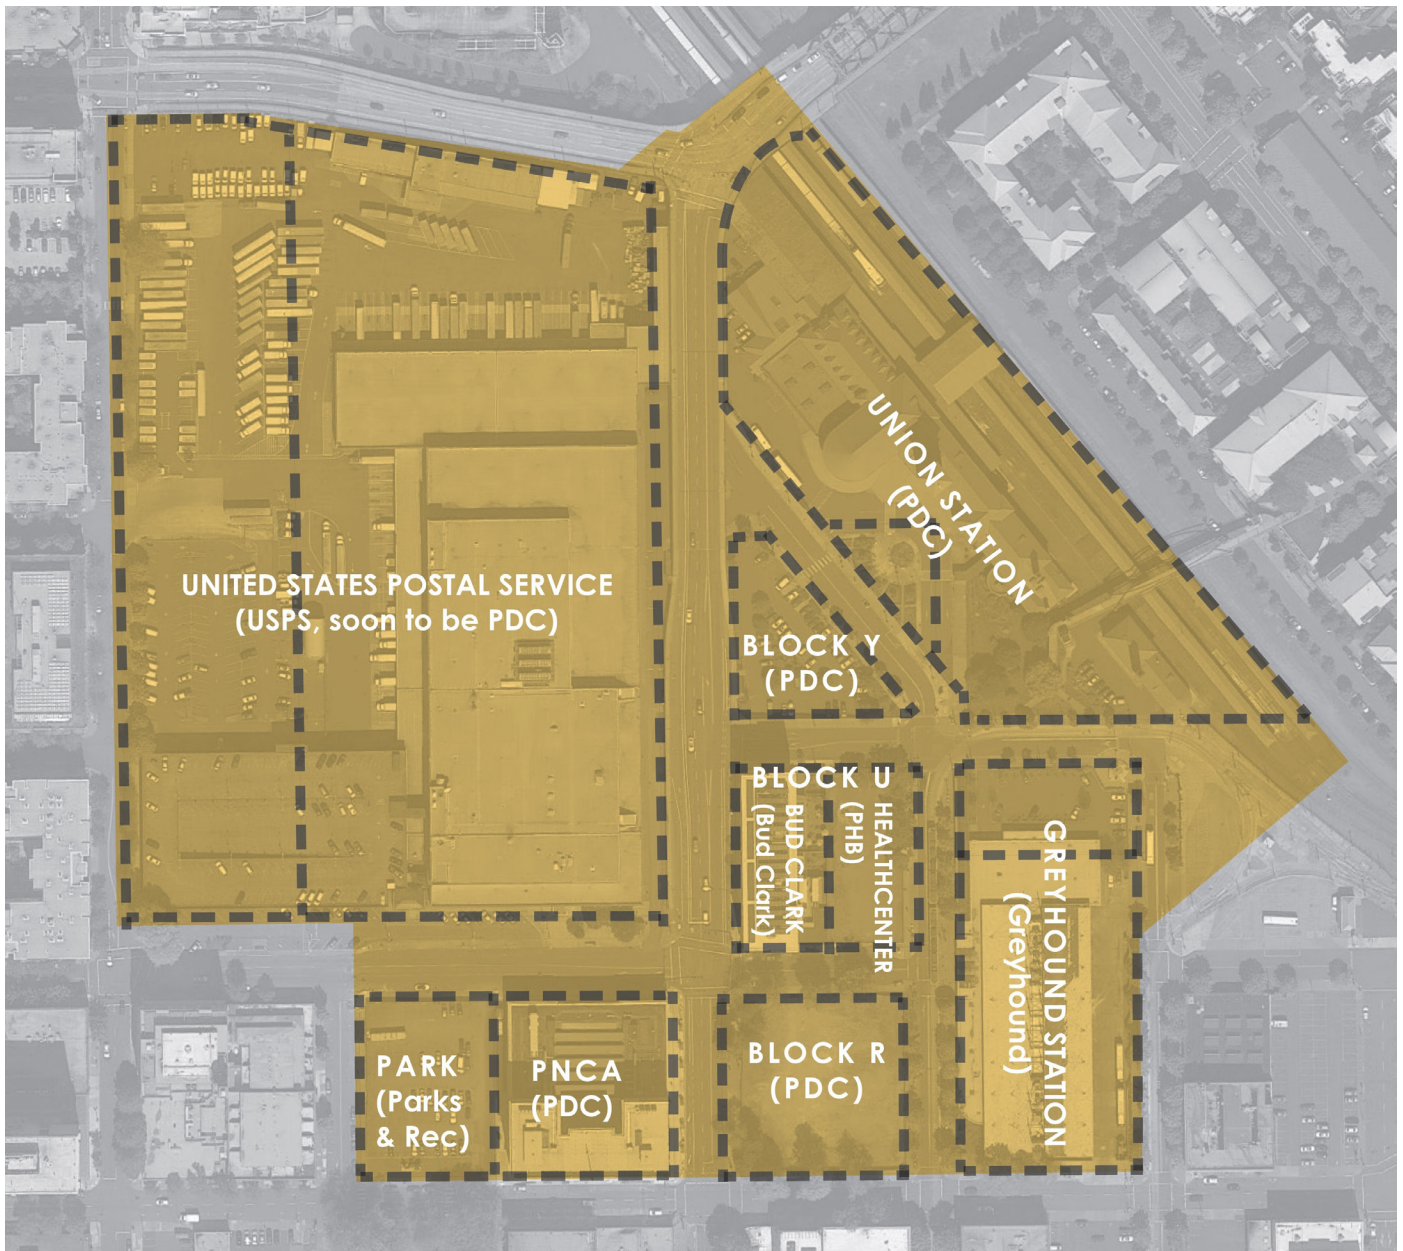 UNION STATION
(PDC)
UNITED STATES POSTAL SERVICE
(USPS, soon to be PDC)
BLOCK Y
(PDC)
BLOCK U
BUD CLARK
(Bud Clark)
HEALTHCENTER
(PHB)
GREYHOUND STATION
(Greyhound)
PARK
(Parks
& Rec)
PNCA
(PDC)
BLOCK R
(PDC)